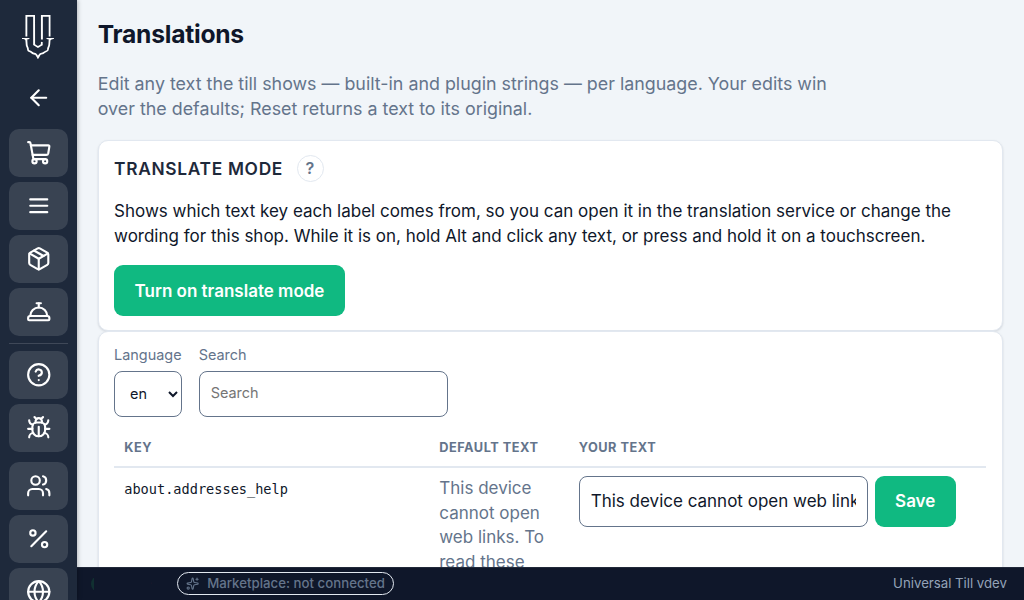 Translations
Edit any text the till shows — built-in and plugin strings — per language. Your edits win
over the defaults; Reset returns a text to its original.
TRANSLATE MODE ?
Shows which text key each label comes from, so you can open it in the translation service or change the
wording for this shop. While it is on, hold Alt and click any text, or press and hold it on a touchscreen.
Turn on translate mode
Language Search
en Search
KEY DEFAULT TEXT YOUR TEXT
about.addresses_help This device This device cannot open web link Save
cannot open
web links. To
read these
Marketplace: not connected Universal Till vdev